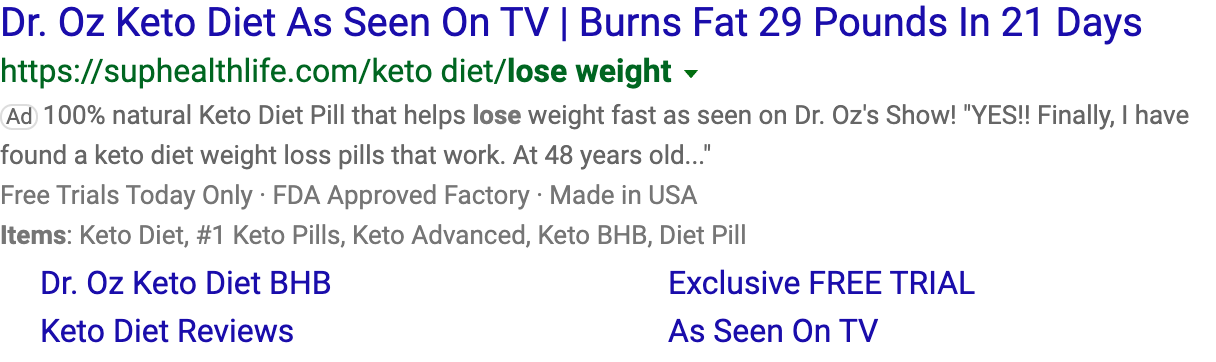 Dr. Oz Keto Diet As Seen On TV | Burns Fat 29 Pounds In 21 Days
https://suphealthlife.com/keto diet/lose weight
Ad 100% natural Keto Diet Pill that helps lose weight fast as seen on Dr. Oz's Show! "YES!! Finally, I have
found a keto diet weight loss pills that work. At 48 years old..."
Free Trials Today Only · FDA Approved Factory · Made in USA
Items: Keto Diet, #1 Keto Pills, Keto Advanced, Keto BHB, Diet Pill
Dr. Oz Keto Diet BHB
Exclusive FREE TRIAL
Keto Diet Reviews
As Seen On TV